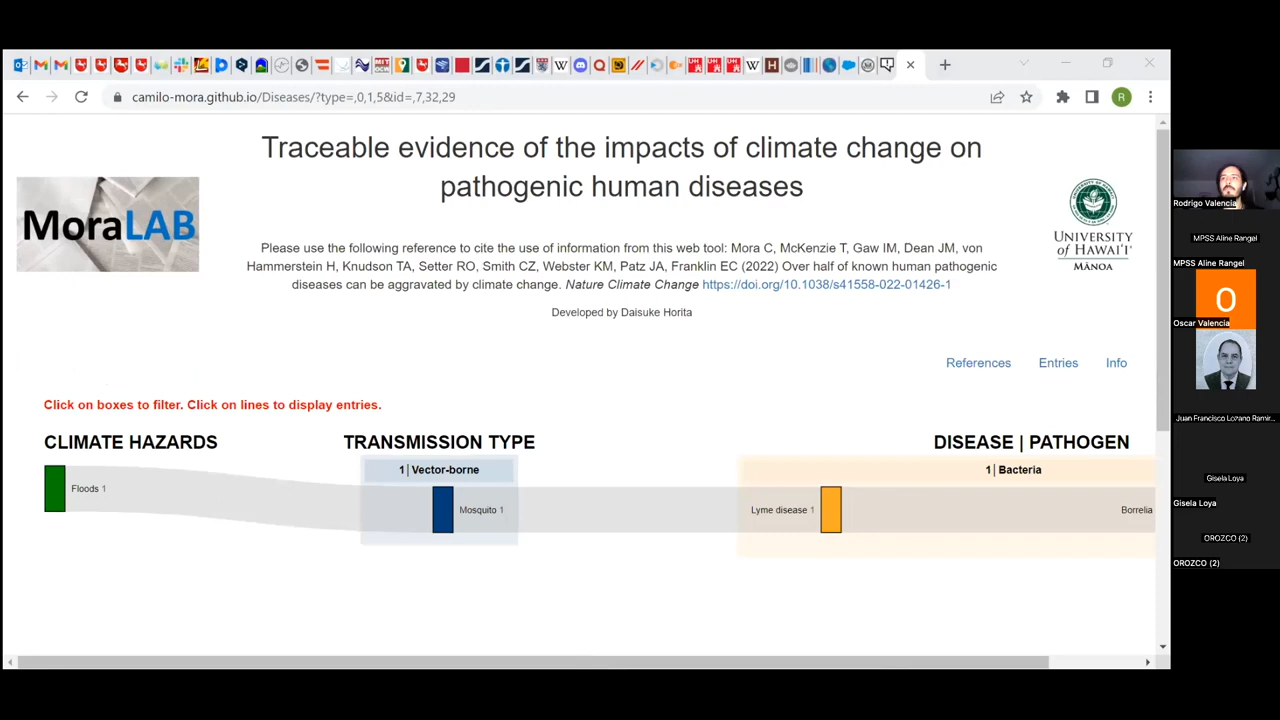 camilo-mora.github.io/Diseases/?type=,0,1,5&id=,7,32,29
R
Traceable evidence of the impacts of climate change on
pathogenic human diseases
MoraLAB
UNIVERSITY
of HAWAI'I
MĀNOA
Please use the following reference to cite the use of information from this web tool: Mora C, McKenzie T, Gaw IM, Dean JM, von
Hammerstein H, Knudson TA, Setter RO, Smith CZ, Webster KM, Patz JA, Franklin EC (2022) Over half of known human pathogenic
diseases can be aggravated by climate change. Nature Climate Change https://doi.org/10.1038/s41558-022-01426-1
Developed by Daisuke Horita
References Entries Info
Click on boxes to filter. Click on lines to display entries.
CLIMATE HAZARDS TRANSMISSION TYPE DISEASE | PATHOGEN
1| Vector-borne 1| Bacteria
Floods 1
Mosquito 1 Lyme disease 1 Borrelia
Rodrigo Valencia
MPSS Aline Rangel
MPSS Aline Rangel
O
Oscar Valencia
Juan Francisco Lozano Ramir...
Gisela Loya
Gisela Loya
OROZCO (2)
OROZCO (2)